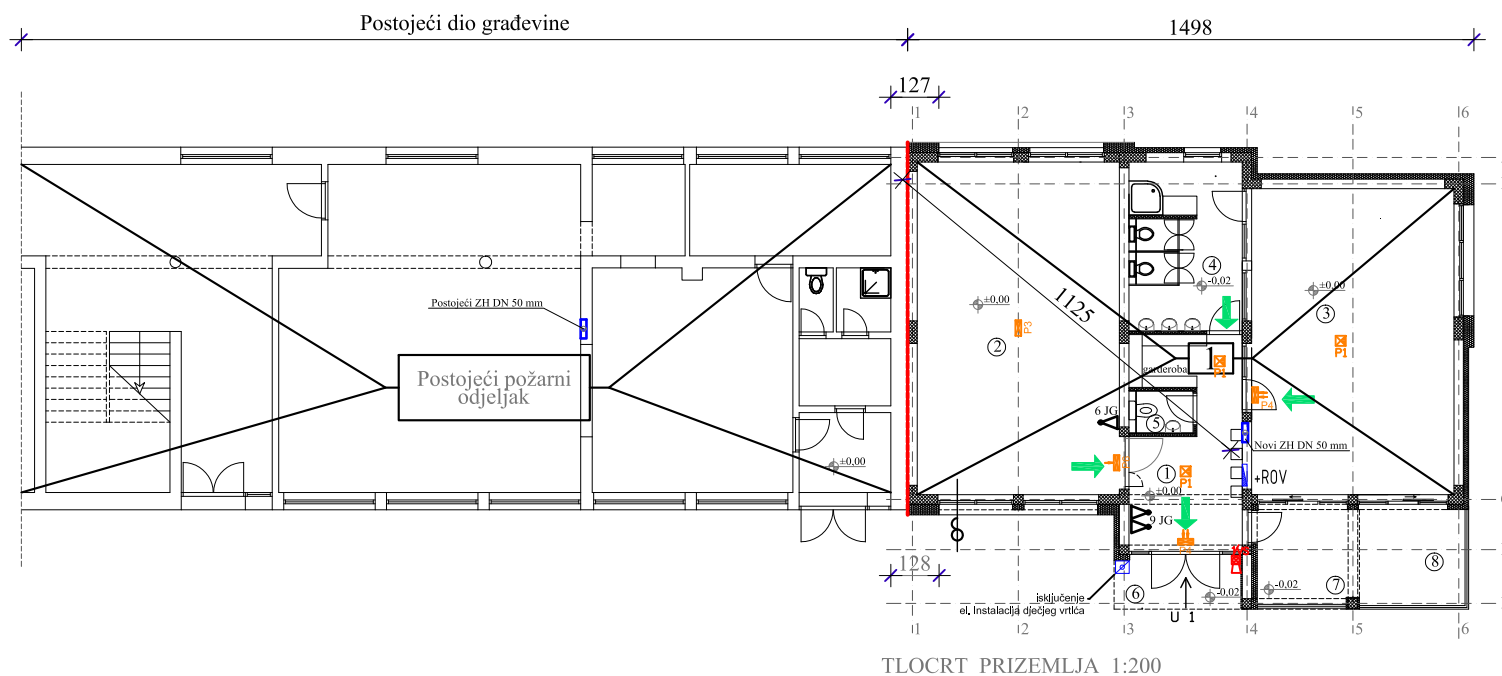 Postojeći dio građevine
1498
127
1
2
3
4
5
6
Postojeći ZH DN 50 mm
Postojeći požarni
odjeljak
±0,00
±0,00
2
P3
1125
4
-0,02
±0,00
3
P1
1
P1
garderoba
P4
5
6 JG
Novi ZH DN 50 mm
1
P1
+ROV
±0,00
9 JG
128
isključenje
el. Instalacija dječjeg vrtića
6
-0,02
-0,02
7
8
U 1
1
2
3
4
5
6
TLOCRT PRIZEMLJA 1:200